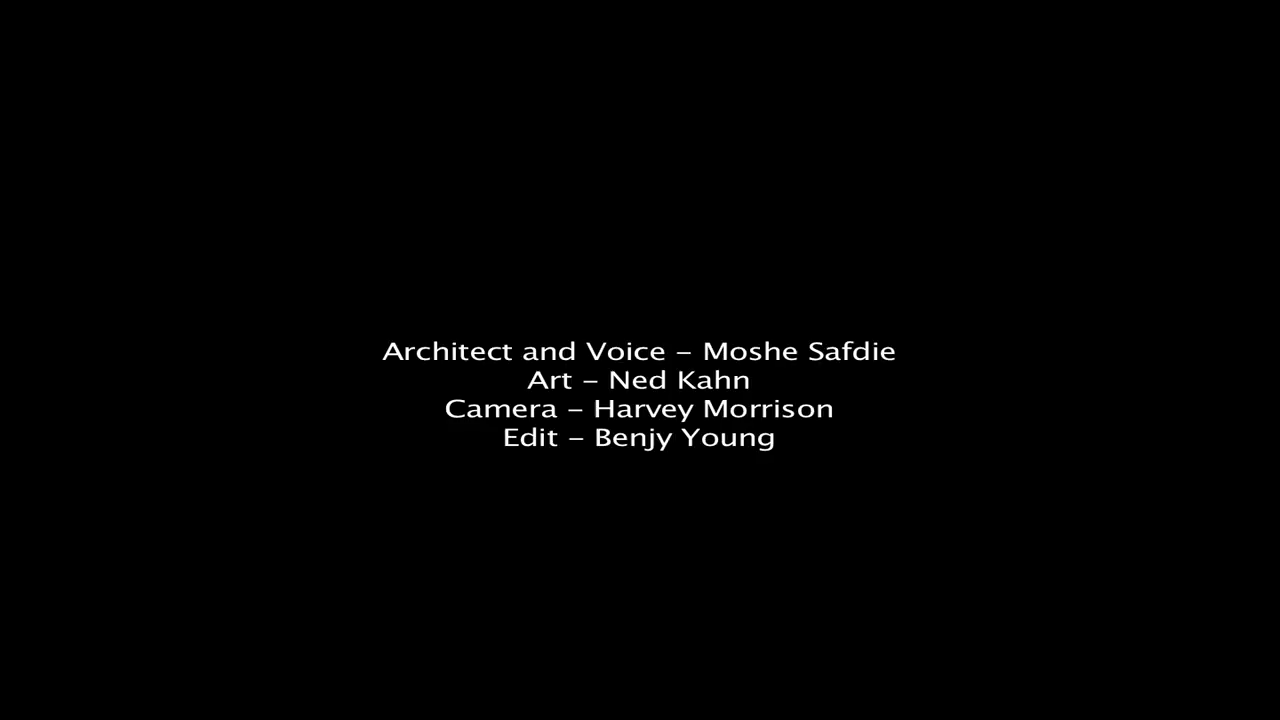 Architect and Voice – Moshe Safdie
Art – Ned Kahn
Camera – Harvey Morrison
Edit – Benjy Young